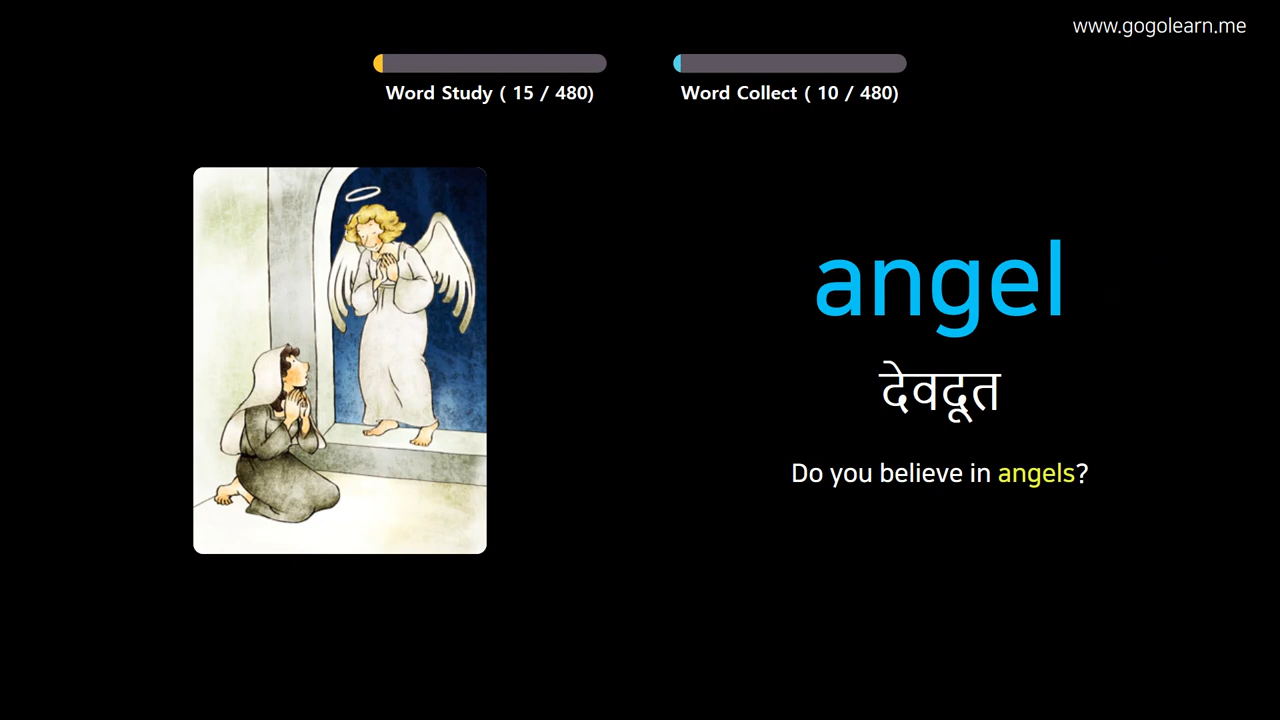 www.gogolearn.me
Word Study ( 15 / 480)
Word Collect ( 10 / 480)
angel
देवदूत
Do you believe in angels?